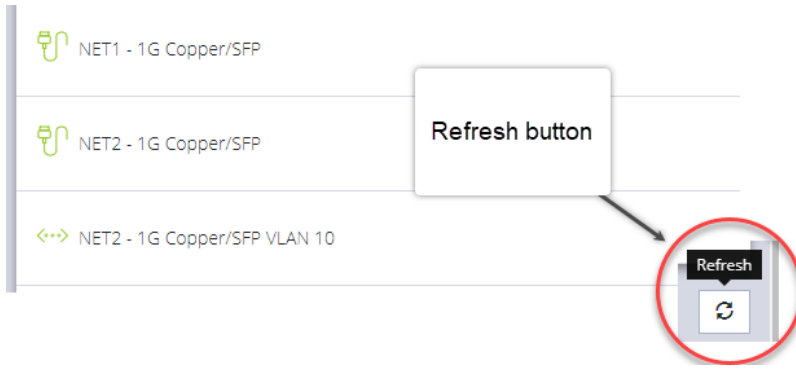 NET1 - 1G Copper/SFP
NET2 - 1G Copper/SFP
Refresh button
NET2 - 1G Copper/SFP VLAN 10
Refresh